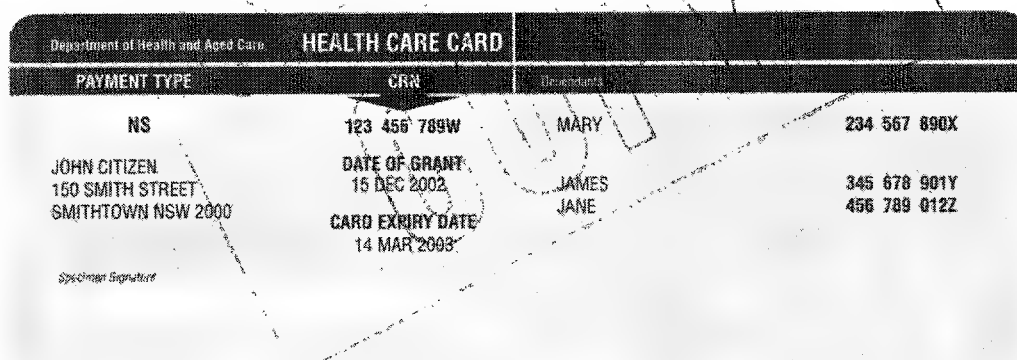 Department of Health and Aged Care HEALTH CARE CARD
PAYMENT TYPE CRN Dependants
NS 123 456 789W MARY 234 567 890X
JOHN CITIZEN DATE OF GRANT
150 SMITH STREET 15 DEC 2002 JAMES 345 678 901Y
SMITHTOWN NSW 2000 JANE 456 789 012Z
CARD EXPIRY DATE
14 MAR 2003
Specimen Signature